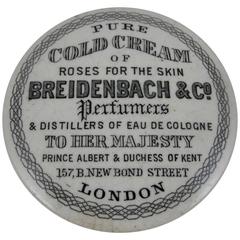 PURE
COLD CREAM
OF
ROSES FOR THE SKIN
BREIDENBACH & Co
Perfumers
& DISTILLERS OF EAU DE COLOGNE
TO HER MAJESTY
PRINCE ALBERT & DUCHESS OF KENT
157, B. NEW BOND STREET
LONDON